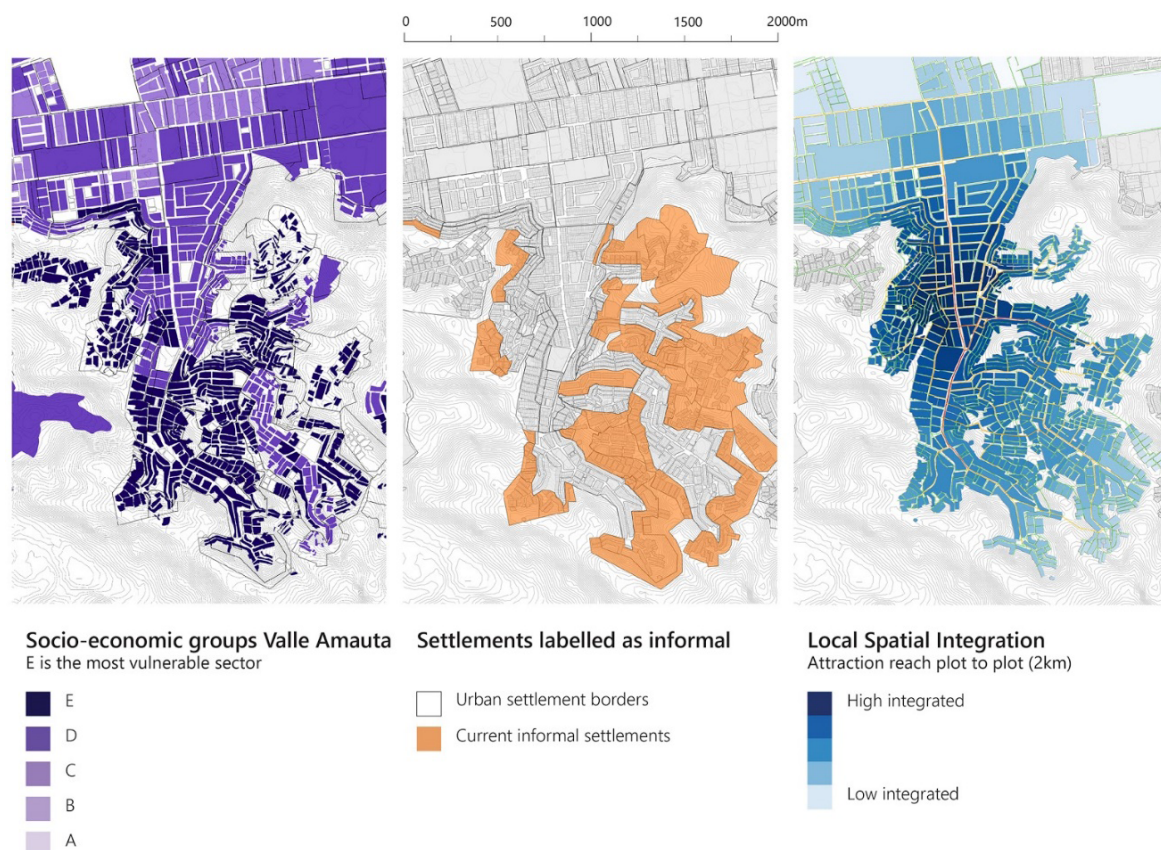 0 500 1000 1500 2000m
Socio-economic groups Valle Amauta
E is the most vulnerable sector
E
D
C
B
A
Settlements labelled as informal
Urban settlement borders
Current informal settlements
Local Spatial Integration
Attraction reach plot to plot (2km)
High integrated
Low integrated